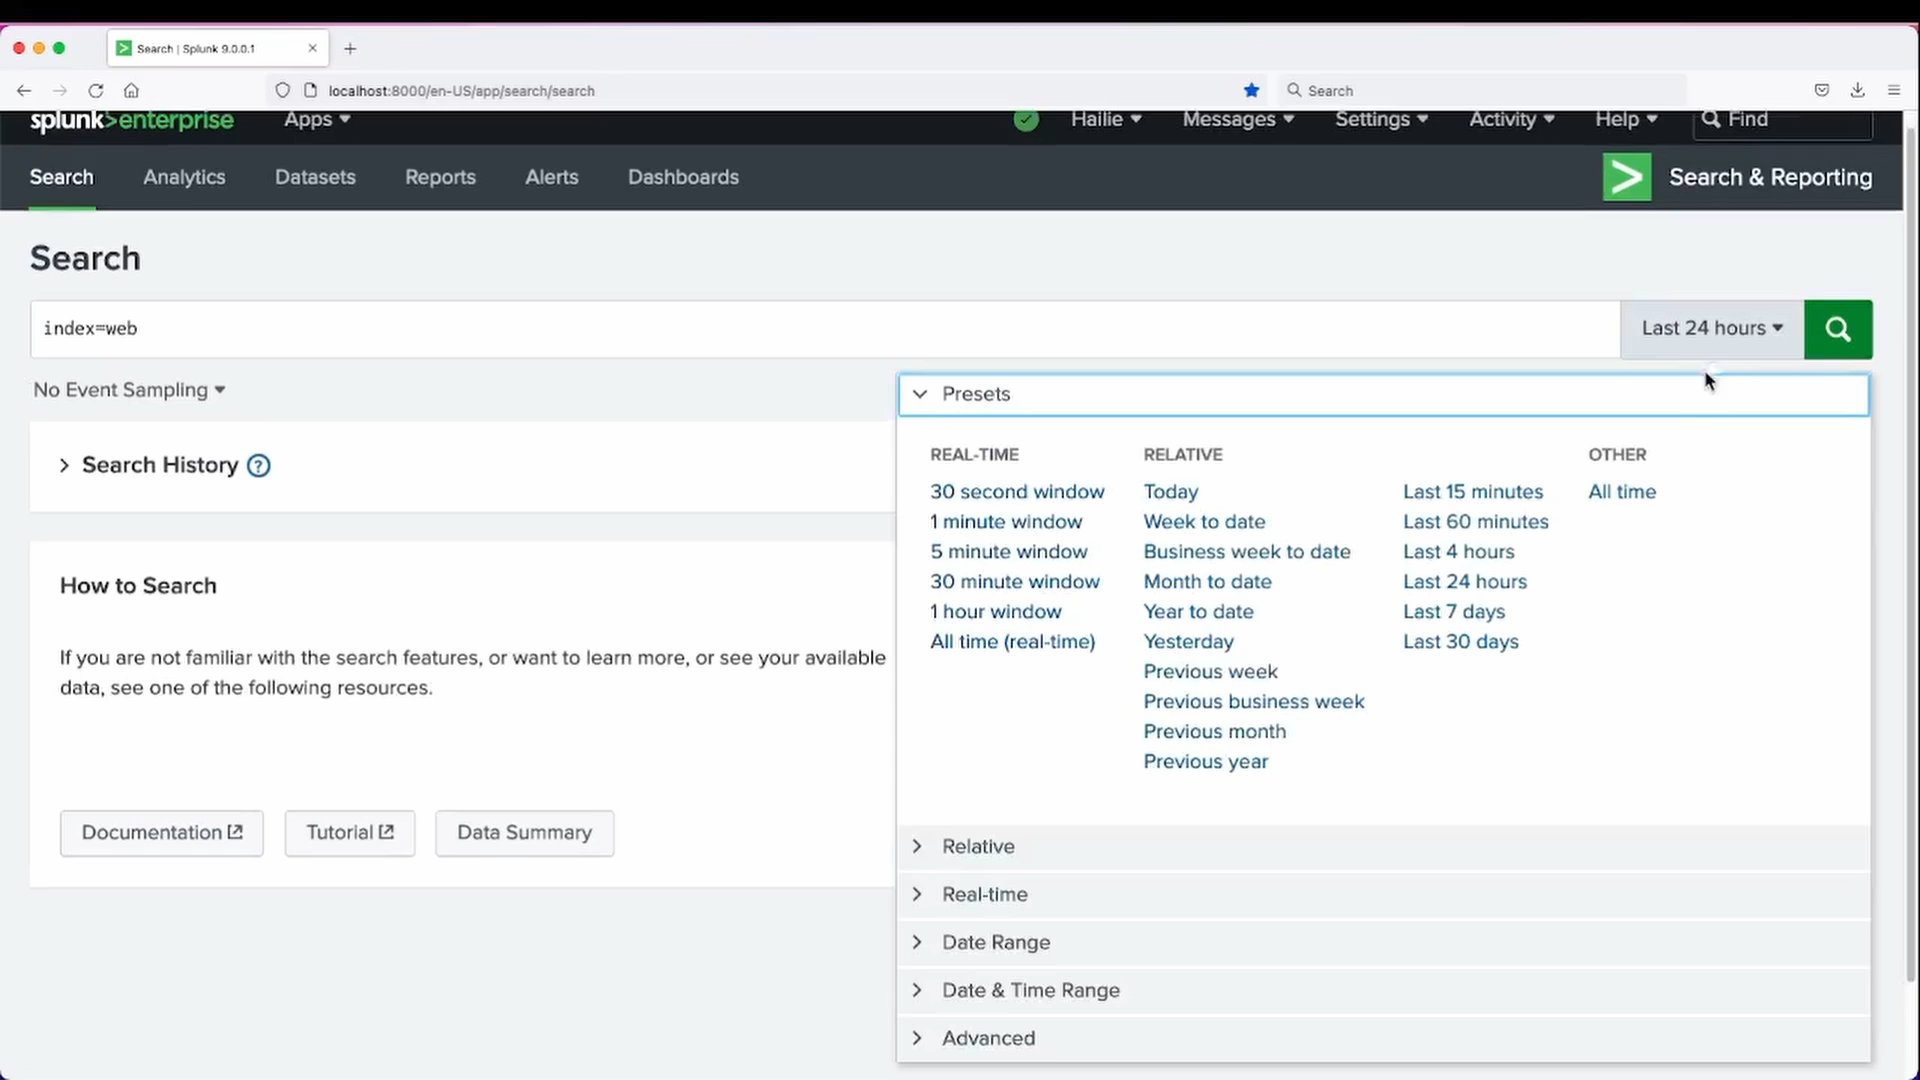 Search | Splunk 9.0.0.1
localhost:8000/en-US/app/search/search
Search
splunk>enterprise
Apps
Hailie
Messages
Settings
Activity
Help
Find
Search
Analytics
Datasets
Reports
Alerts
Dashboards
Search & Reporting
Search
index=web
Last 24 hours
No Event Sampling
Presets
Search History ?
REAL-TIME
30 second window
1 minute window
5 minute window
30 minute window
1 hour window
All time (real-time)
RELATIVE
Today
Week to date
Business week to date
Month to date
Year to date
Yesterday
Previous week
Previous business week
Previous month
Previous year
Last 15 minutes
Last 60 minutes
Last 4 hours
Last 24 hours
Last 7 days
Last 30 days
OTHER
All time
How to Search
If you are not familiar with the search features, or want to learn more, or see your available
data, see one of the following resources.
Documentation
Tutorial
Data Summary
Relative
Real-time
Date Range
Date & Time Range
Advanced